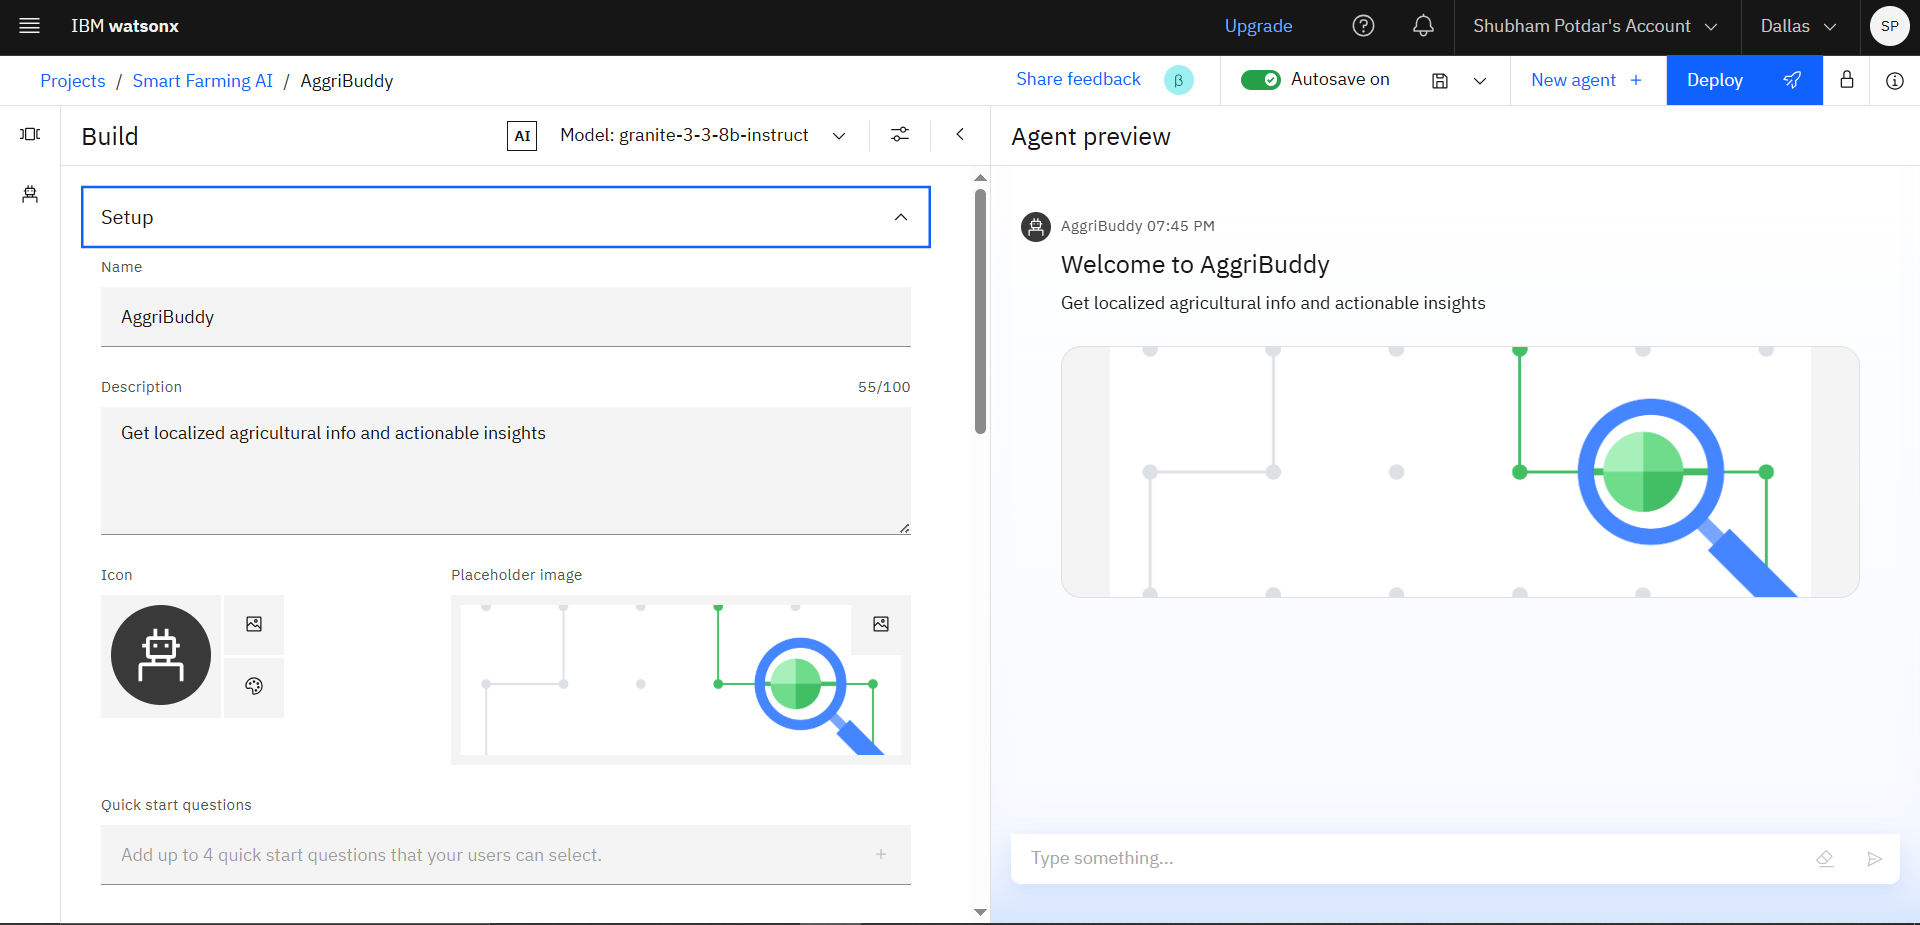 IBM watsonx
Upgrade
Shubham Potdar's Account
Dallas
SP
Projects / Smart Farming AI / AggriBuddy
Share feedback
β
Autosave on
New agent +
Deploy
Build
AI
Model: granite-3-3-8b-instruct
Agent preview
Setup
Name
AggriBuddy
Description
55/100
Get localized agricultural info and actionable insights
Icon
Placeholder image
Quick start questions
Add up to 4 quick start questions that your users can select.
AggriBuddy 07:45 PM
Welcome to AggriBuddy
Get localized agricultural info and actionable insights
Type something...